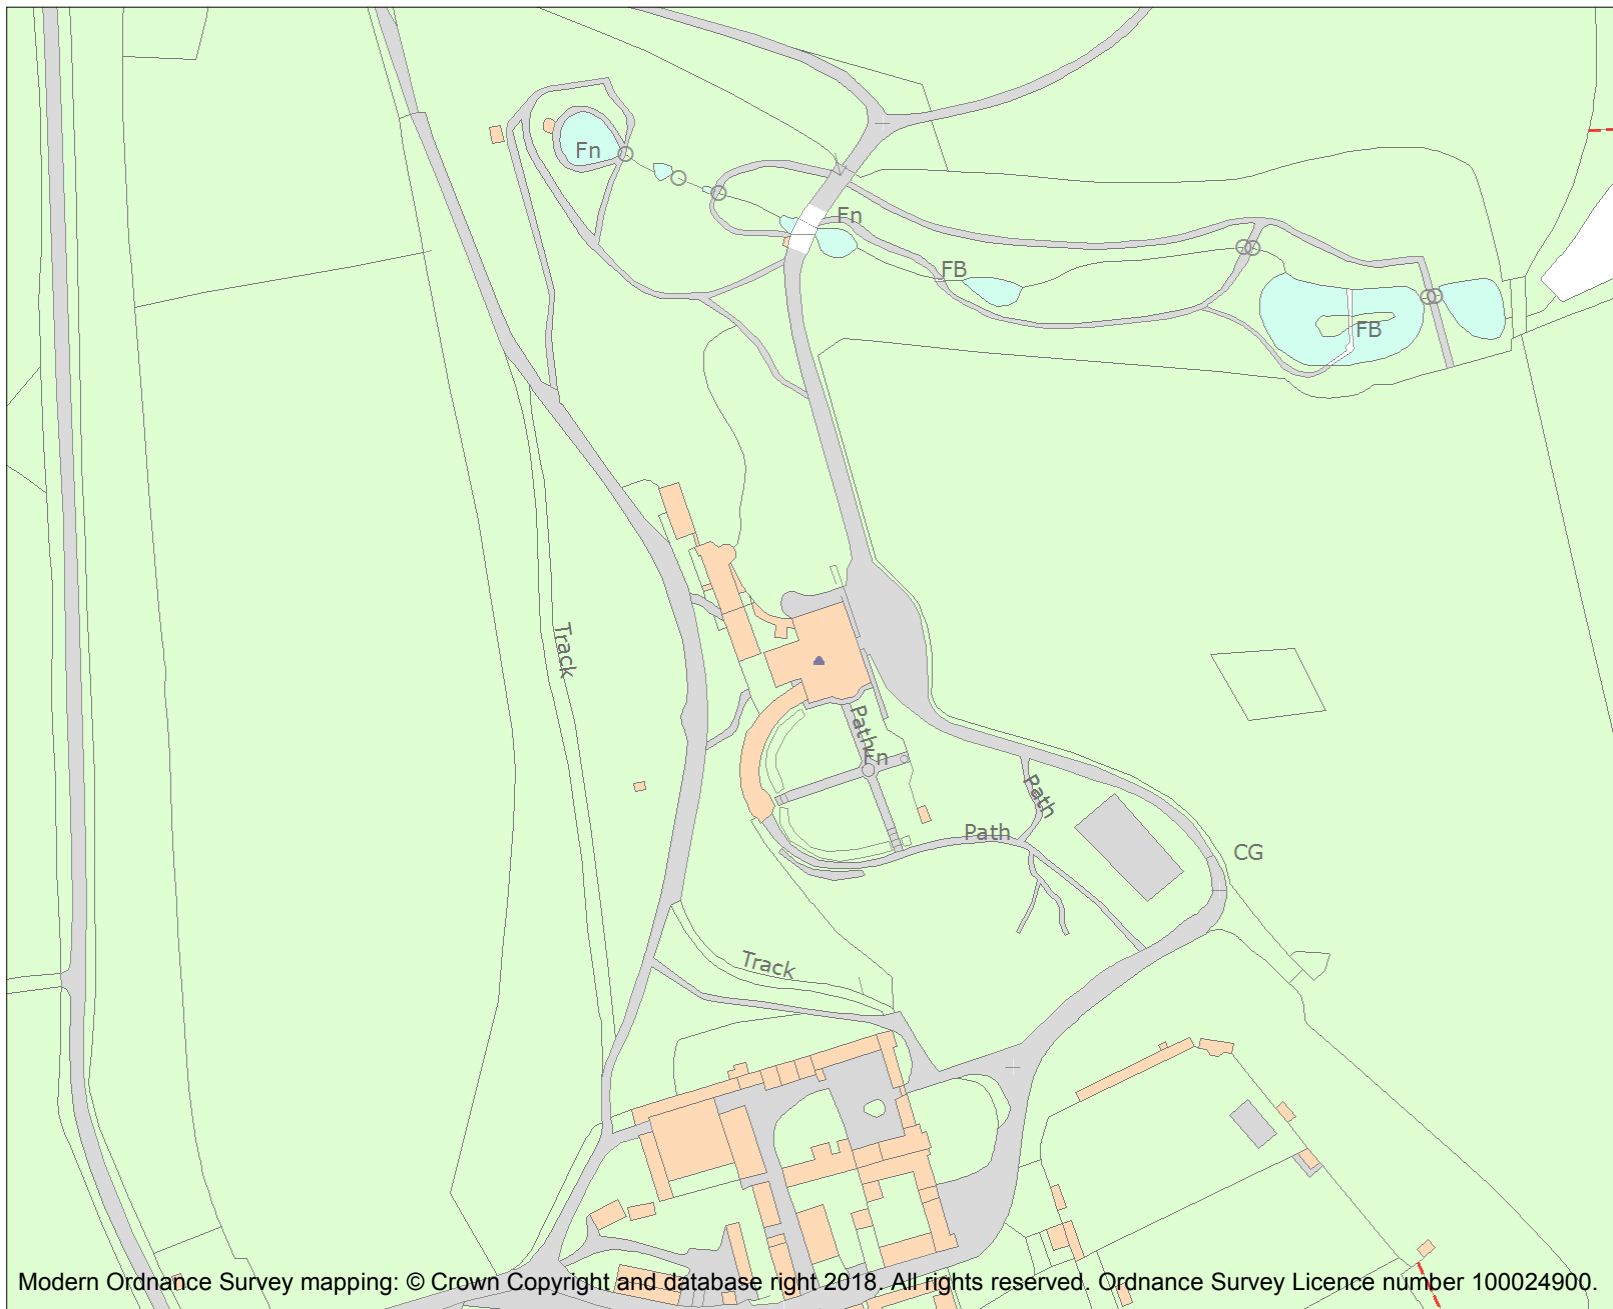 Fn
Fn
FB
FB
Track
Path
Fn
Path
Path
CG
Track
Modern Ordnance Survey mapping: © Crown Copyright and database right 2018. All rights reserved. Ordnance Survey Licence number 100024900.